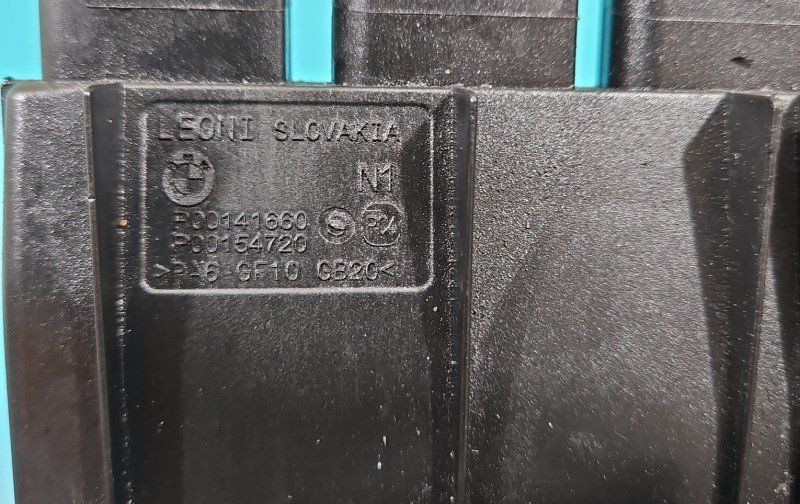 LEONI SLOVAKIA
N1
P00141660
P00154720
>PA6-GF10 GB20<